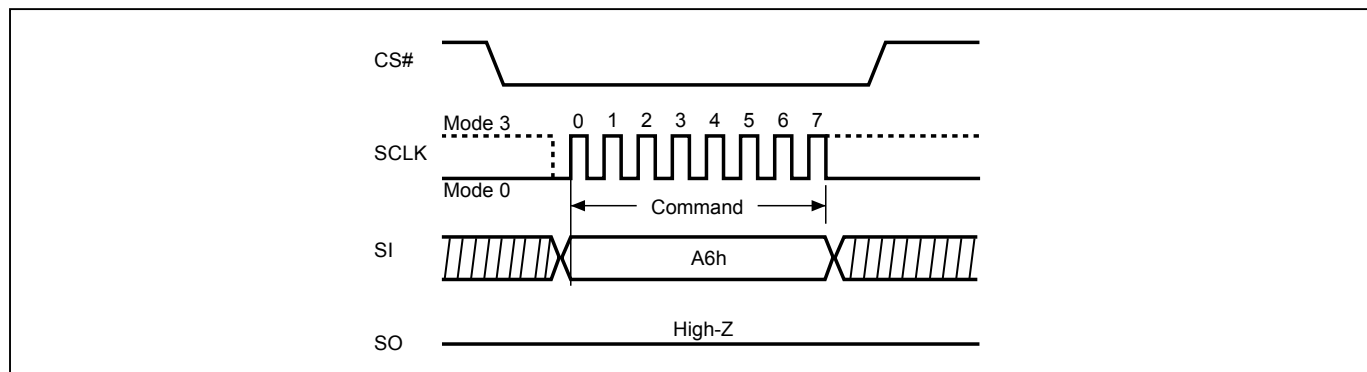 CS#
Mode 3
0 1 2 3 4 5 6 7
SCLK
Mode 0
Command
SI
A6h
High-Z
SO